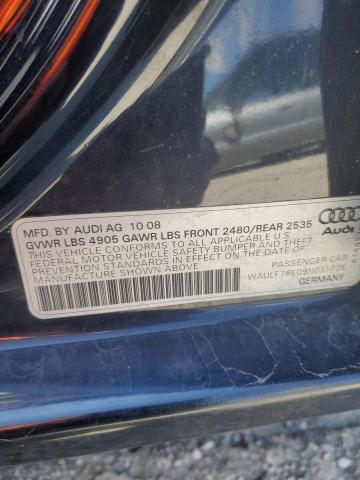 MFD. BY AUDI AG 10 08
GVWR LBS 4905 GAWR LBS FRONT 2480/REAR 2535
THIS VEHICLE CONFORMS TO ALL APPLICABLE U S
FEDERAL MOTOR VEHICLE SAFETY BUMPER AND THEFT
PREVENTION STANDARDS IN EFFECT ON THE DATE OF
MANUFACTURE SHOWN ABOVE.
Audi
PASSENGER CAR
GERMANY